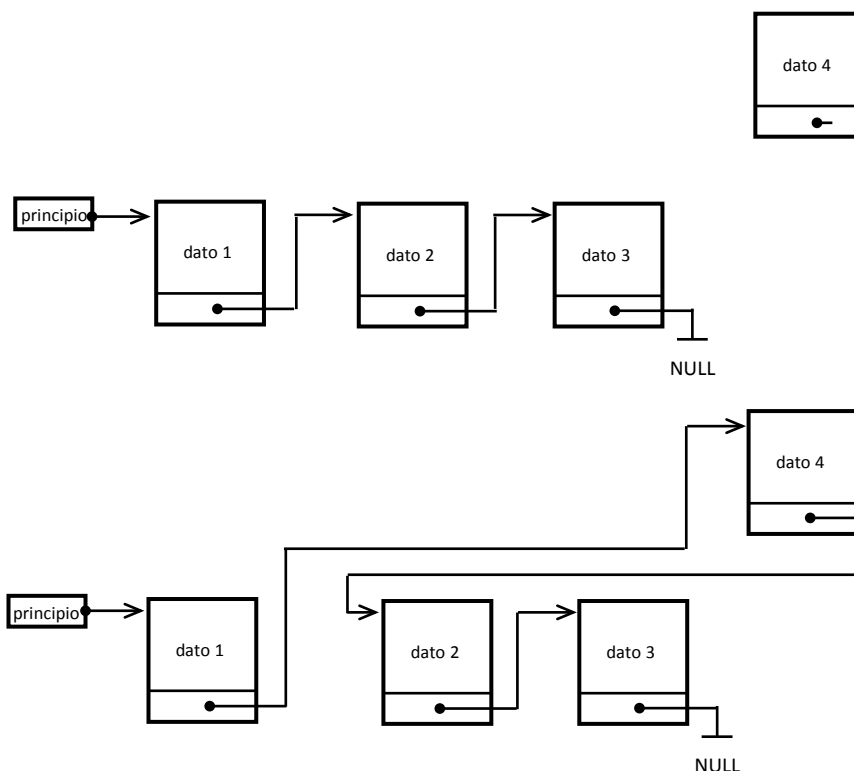 dato 4
principio
dato 1
dato 2
dato 3
NULL
dato 4
principio
dato 1
dato 2
dato 3
NULL